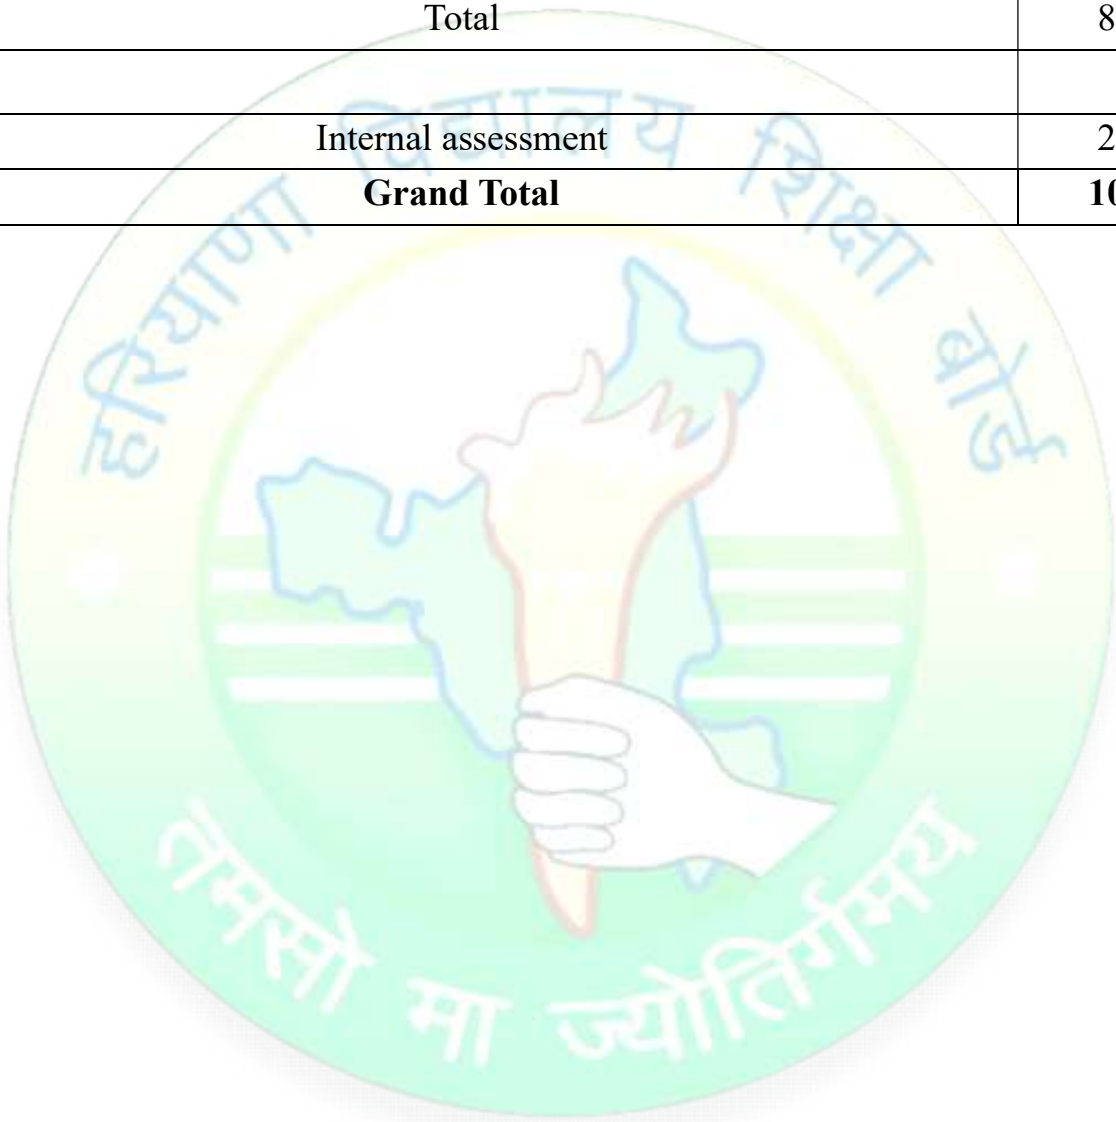 Total 8
Internal assessment 2
Grand Total 10
हरियाणा विद्यालय शिक्षा बोर्ड
तमसो मा ज्योतिर्गमय